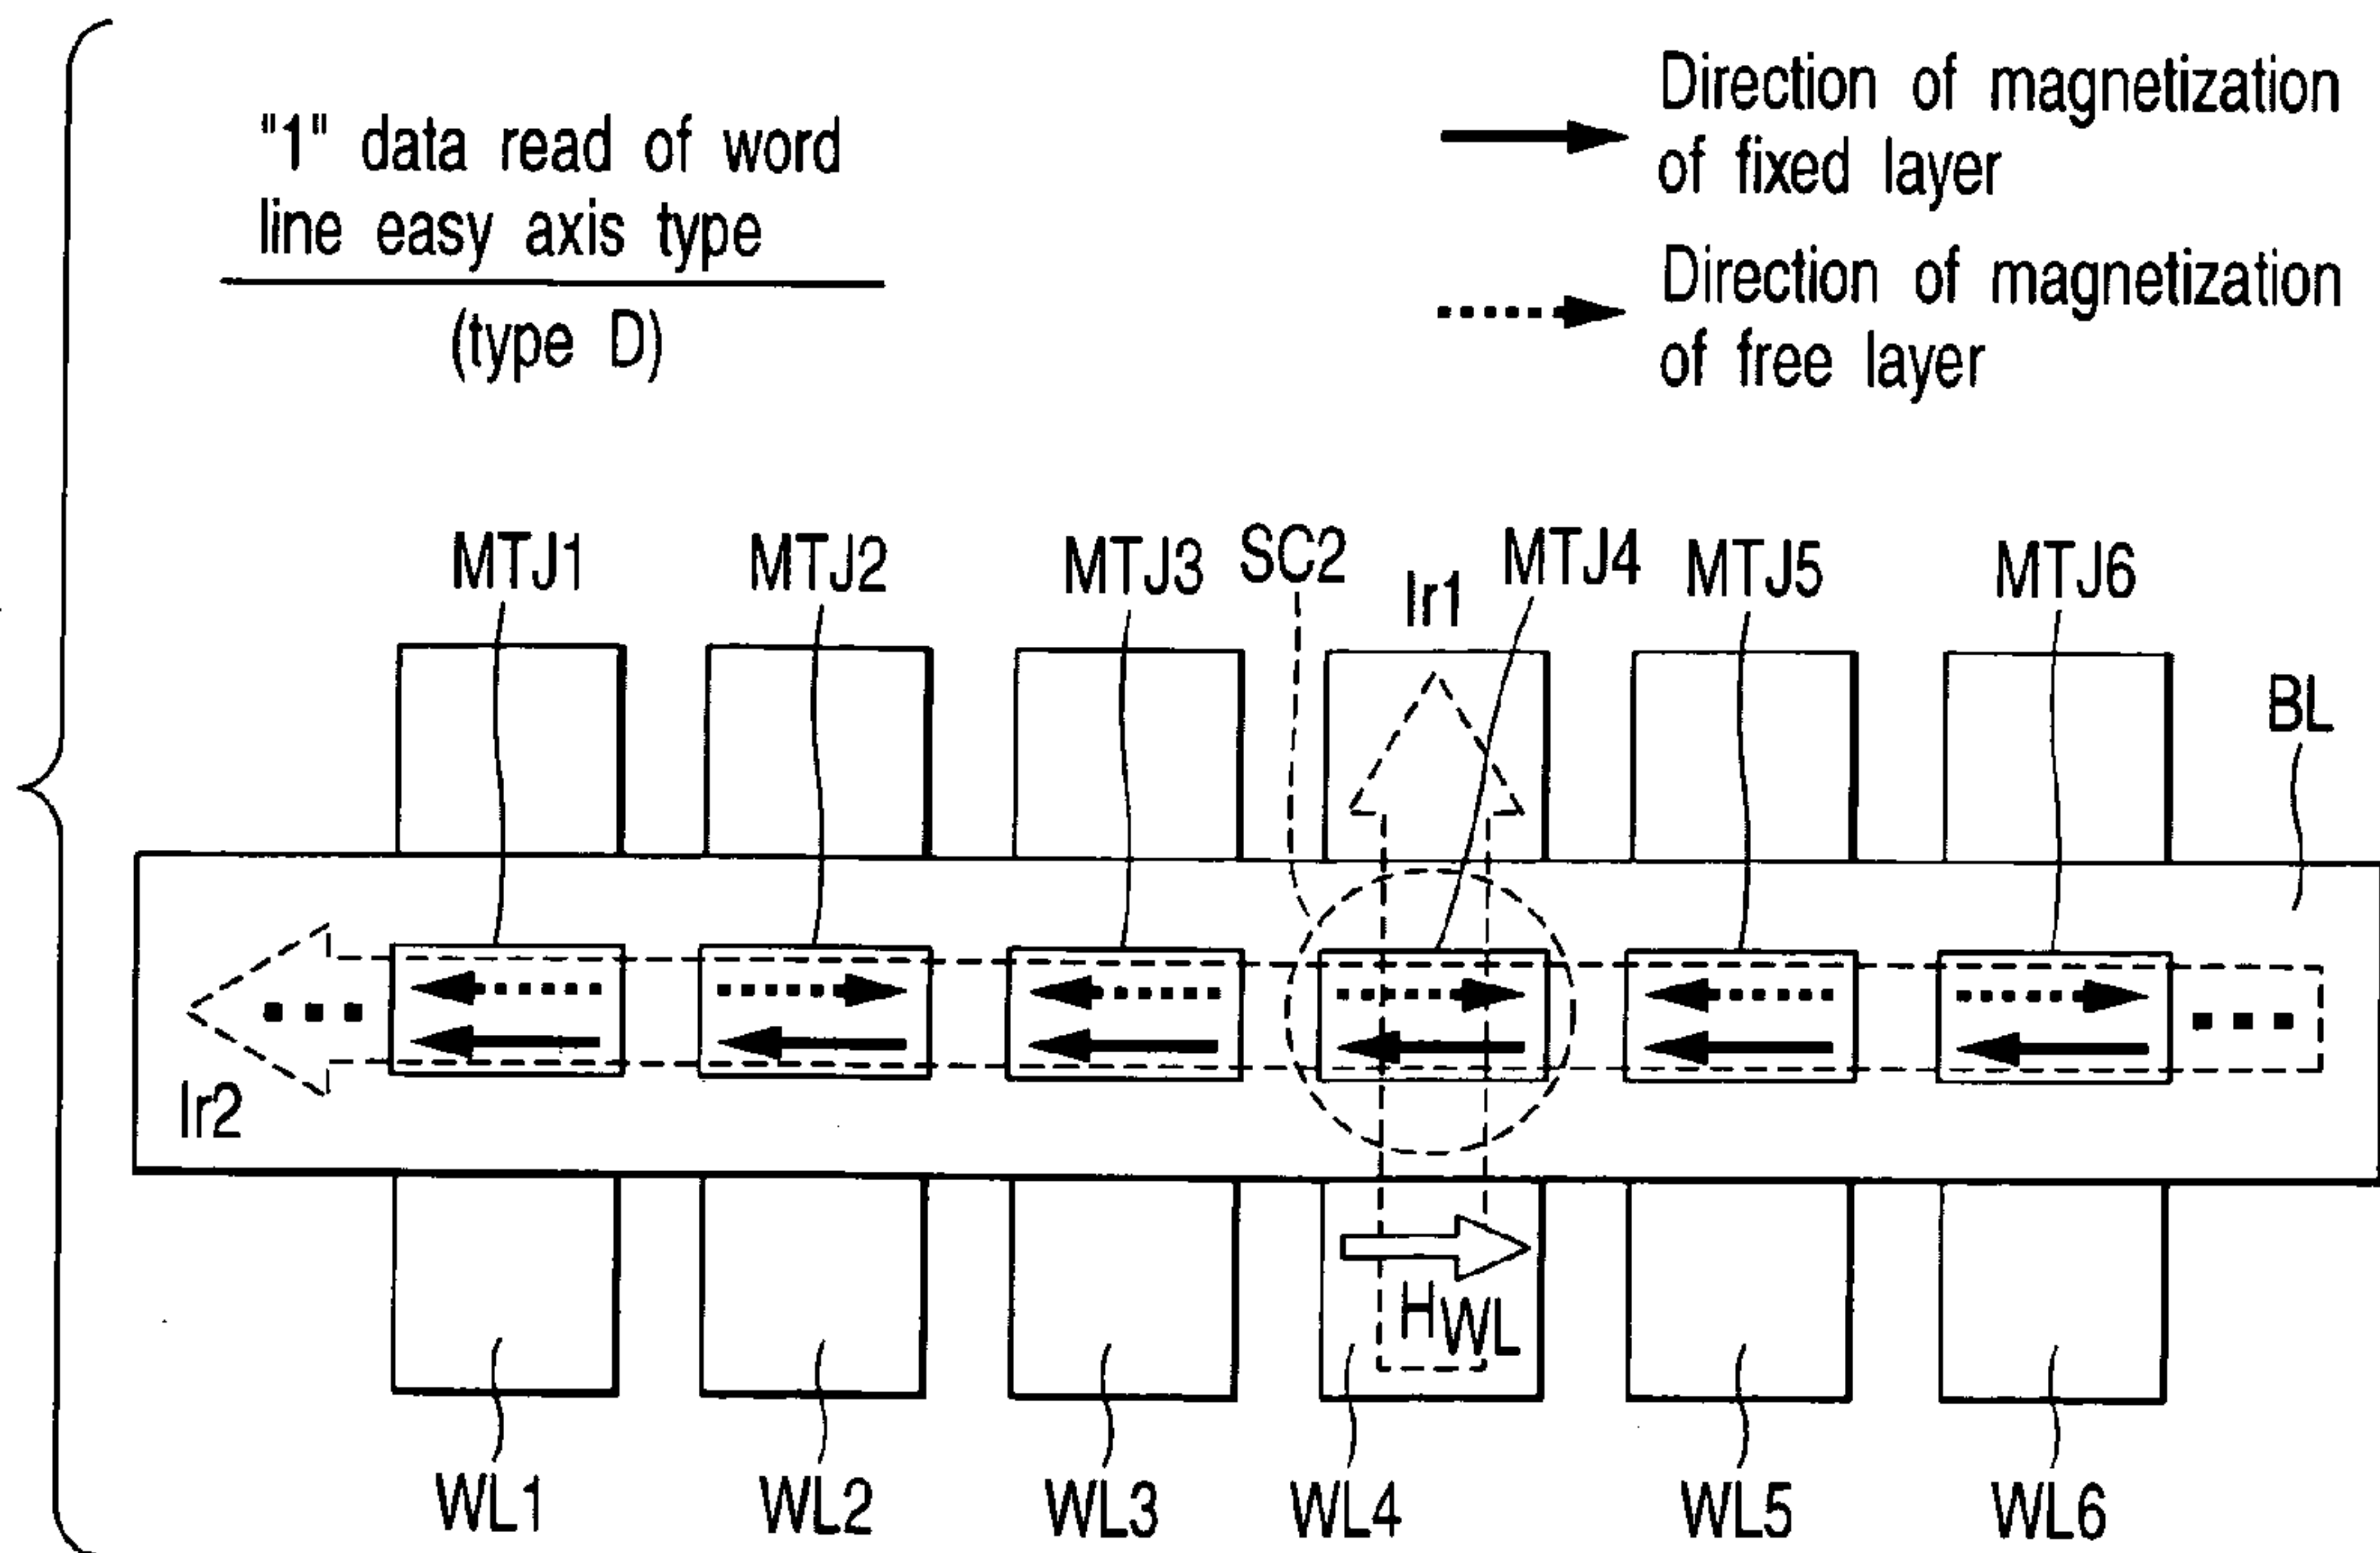 "1" data read of word
line easy axis type
(type D)
Direction of magnetization
of fixed layer
Direction of magnetization
of free layer
MTJ1
MTJ2
MTJ3
SC2
Ir1
MTJ4
MTJ5
MTJ6
BL
Ir2
HWL
WL1
WL2
WL3
WL4
WL5
WL6